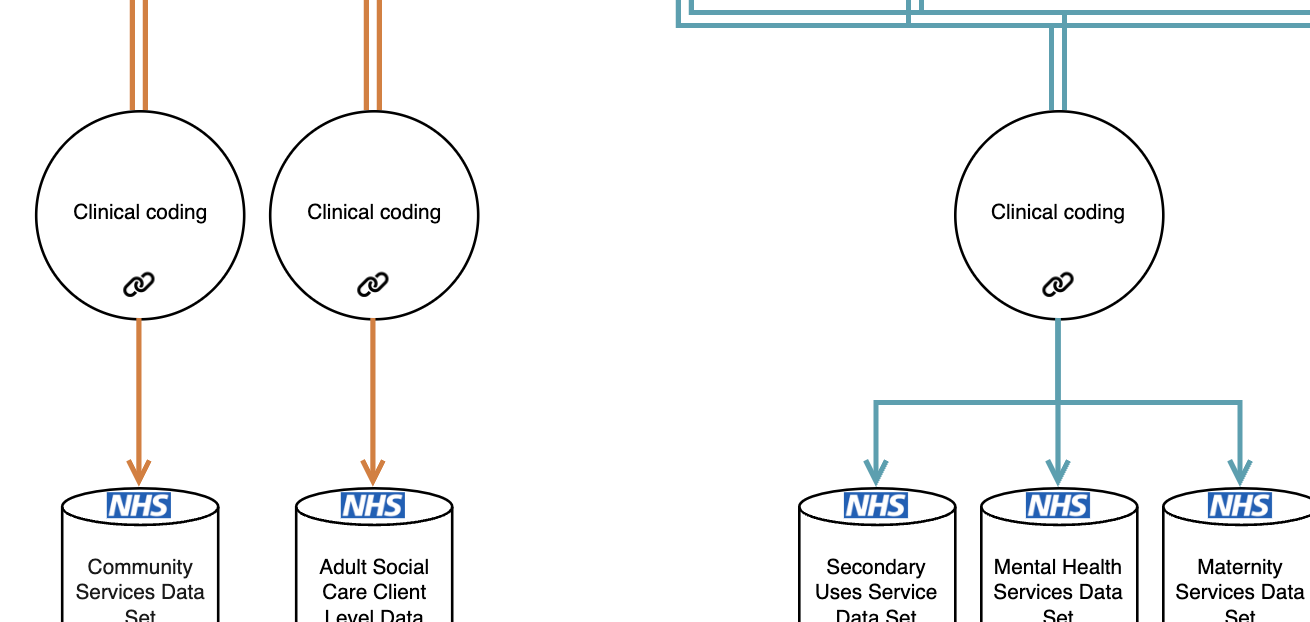 Clinical coding
Clinical coding
Clinical coding
NHS
NHS
NHS
NHS
NHS
Community
Services Data
Set
Adult Social
Care Client
Level Data
Secondary
Uses Service
Data Set
Mental Health
Services Data
Set
Maternity
Services Data
Set